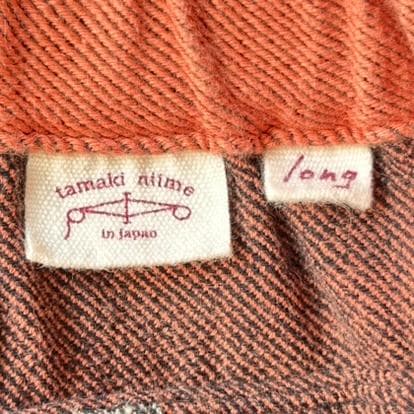 tamaki niime
in japan
long